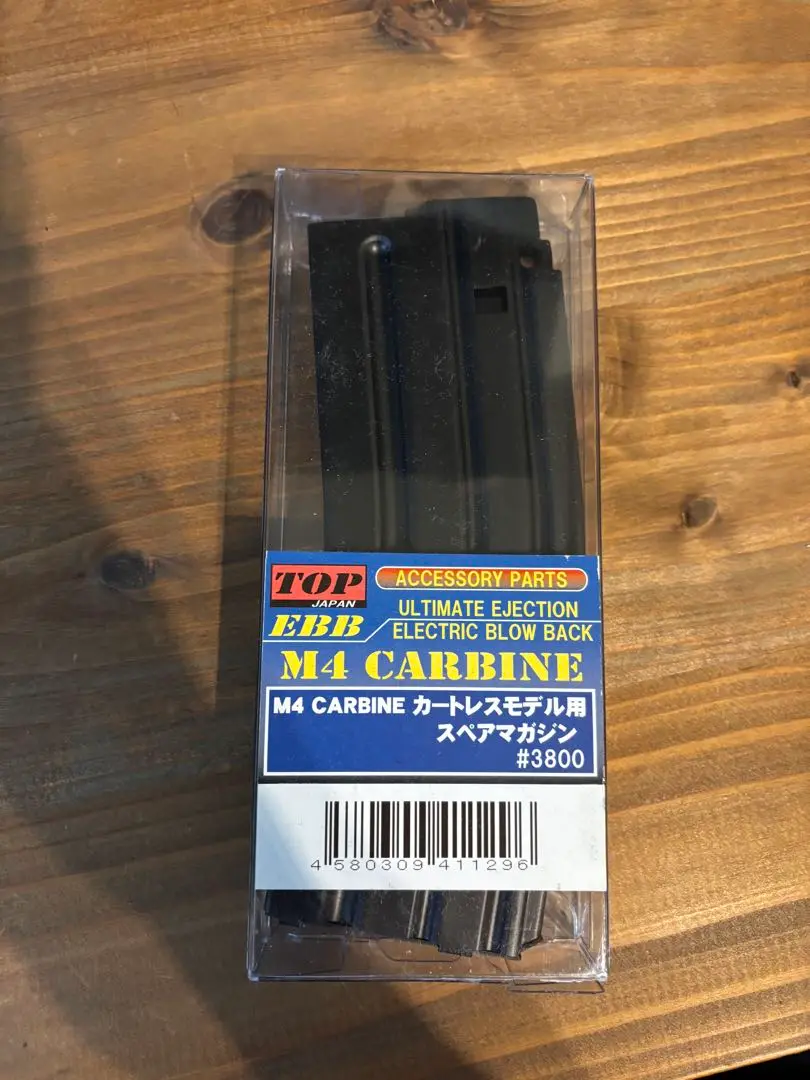 TOP
JAPAN
ACCESSORY PARTS
EBB
ULTIMATE EJECTION
ELECTRIC BLOW BACK
M4 CARBINE
M4 CARBINE カートレスモデル用
スペアマガジン
#3800
4 580309 411296